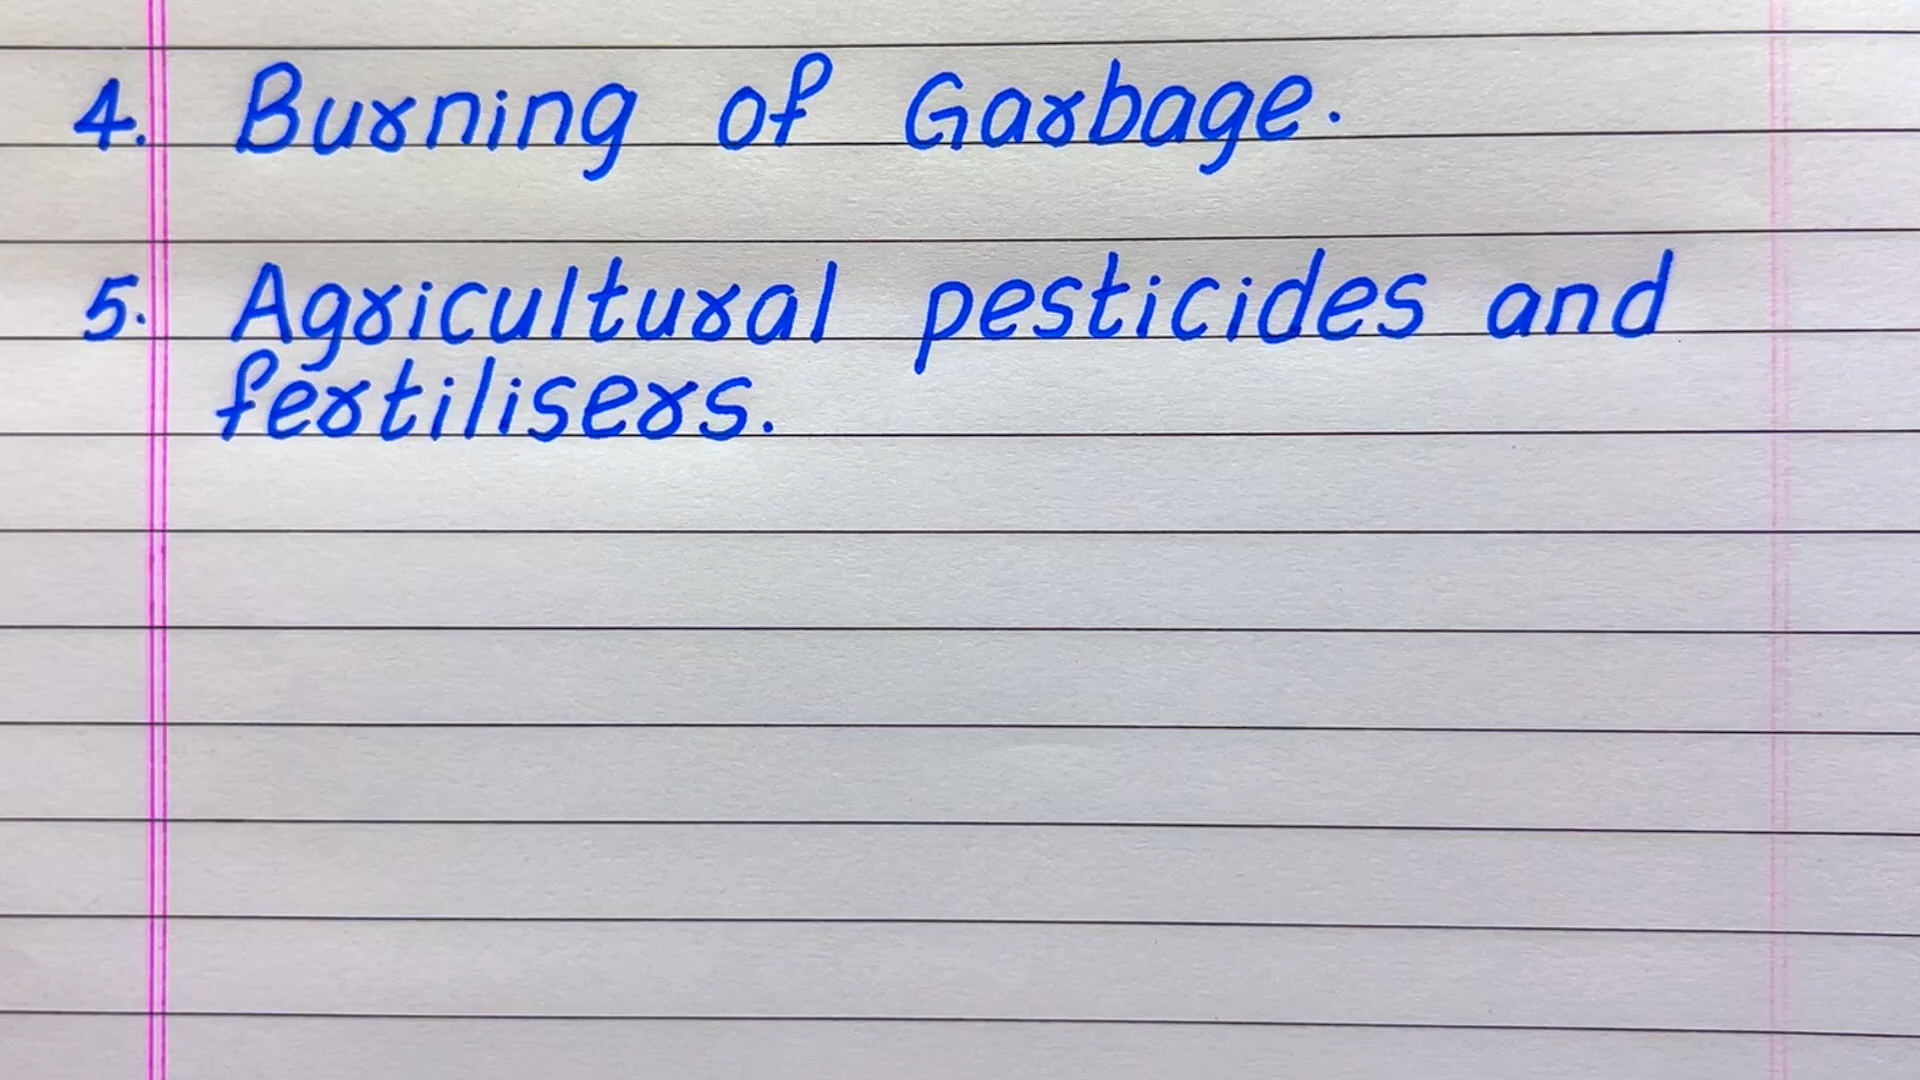 4. Burning of Garbage.
5. Agricultural pesticides and
fertilisers.